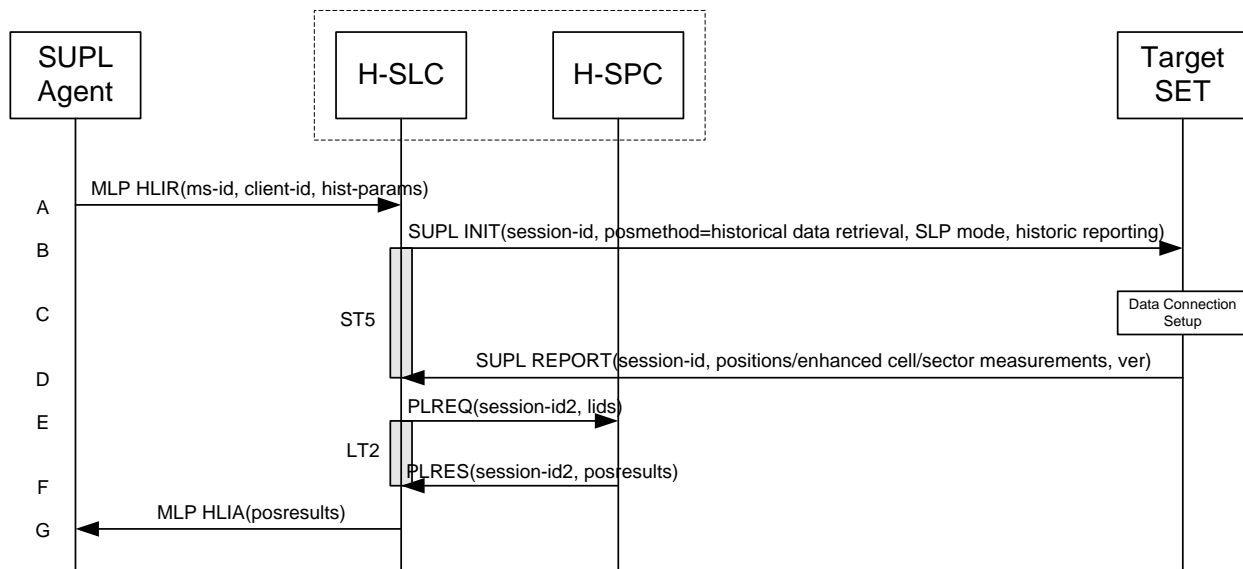 SUPL
Agent
H-SLC
H-SPC
Target
SET
MLP HLIR(ms-id, client-id, hist-params)
A
SUPL INIT(session-id, posmethod=historical data retrieval, SLP mode, historic reporting)
B
Data Connection
Setup
C
ST5
SUPL REPORT(session-id, positions/enhanced cell/sector measurements, ver)
D
PLREQ(session-id2, lids)
E
LT2
PLRES(session-id2, posresults)
F
MLP HLIA(posresults)
G